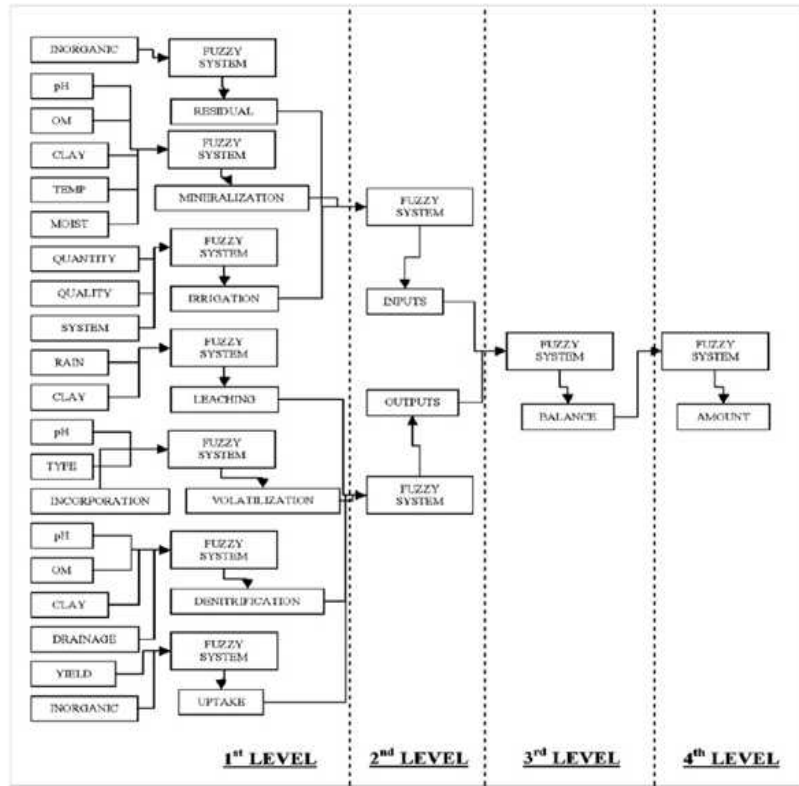 INORGANIC
pH
OM
CLAY
TEMP
MOIST
QUANTITY
QUALITY
SYSTEM
RAIN
CLAY
pH
TYPE
INCORPORATION
pH
OM
CLAY
DRAINAGE
YIELD
INORGANIC
FUZZY
SYSTEM
RESIDUAL
FUZZY
SYSTEM
MINERALIZATION
FUZZY
SYSTEM
IRRIGATION
FUZZY
SYSTEM
LEACHING
FUZZY
SYSTEM
VOLATILIZATION
FUZZY
SYSTEM
DENITRIFICATION
FUZZY
SYSTEM
UPTAKE
1st LEVEL
FUZZY
SYSTEM
INPUTS
OUTPUTS
FUZZY
SYSTEM
2nd LEVEL
FUZZY
SYSTEM
BALANCE
3rd LEVEL
FUZZY
SYSTEM
AMOUNT
4th LEVEL